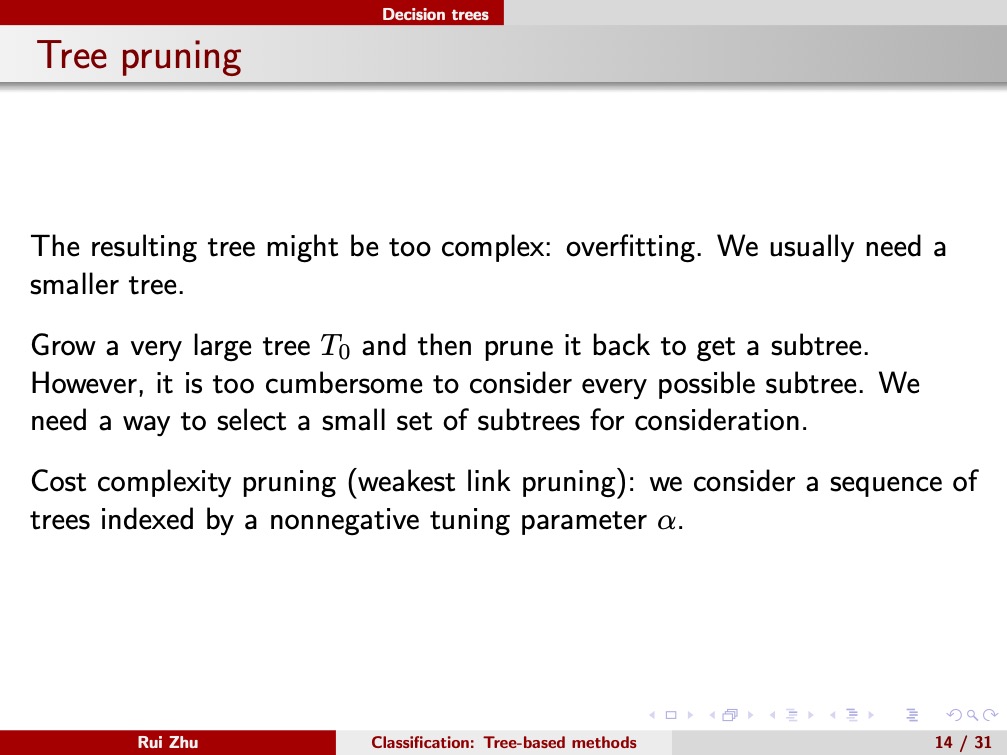 Decision trees
Tree pruning
The resulting tree might be too complex: overfitting. We usually need a
smaller tree.
Grow a very large tree T₀ and then prune it back to get a subtree.
However, it is too cumbersome to consider every possible subtree. We
need a way to select a small set of subtrees for consideration.
Cost complexity pruning (weakest link pruning): we consider a sequence of
trees indexed by a nonnegative tuning parameter α.
Rui Zhu
Classification: Tree-based methods
14 / 31